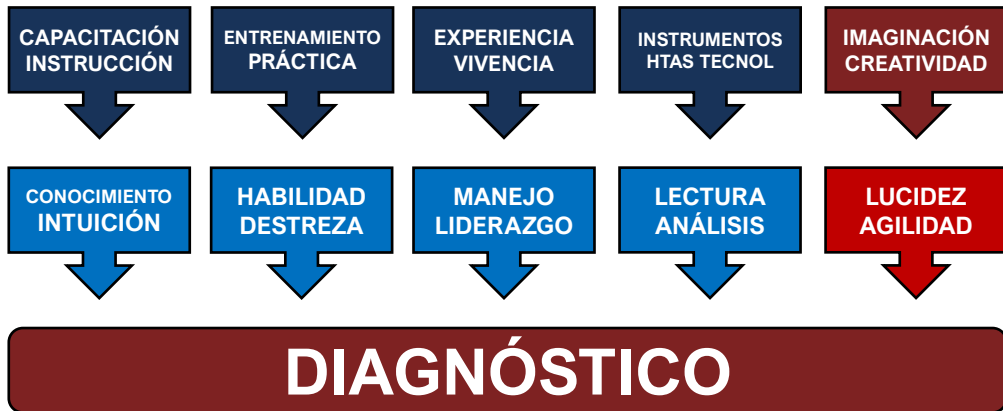 CAPACITACIÓN
INSTRUCCIÓN
ENTRENAMIENTO
PRÁCTICA
EXPERIENCIA
VIVENCIA
INSTRUMENTOS
HTAS TECNOL
IMAGINACIÓN
CREATIVIDAD
CONOCIMIENTO
INTUICIÓN
HABILIDAD
DESTREZA
MANEJO
LIDERAZGO
LECTURA
ANÁLISIS
LUCIDEZ
AGILIDAD
DIAGNÓSTICO